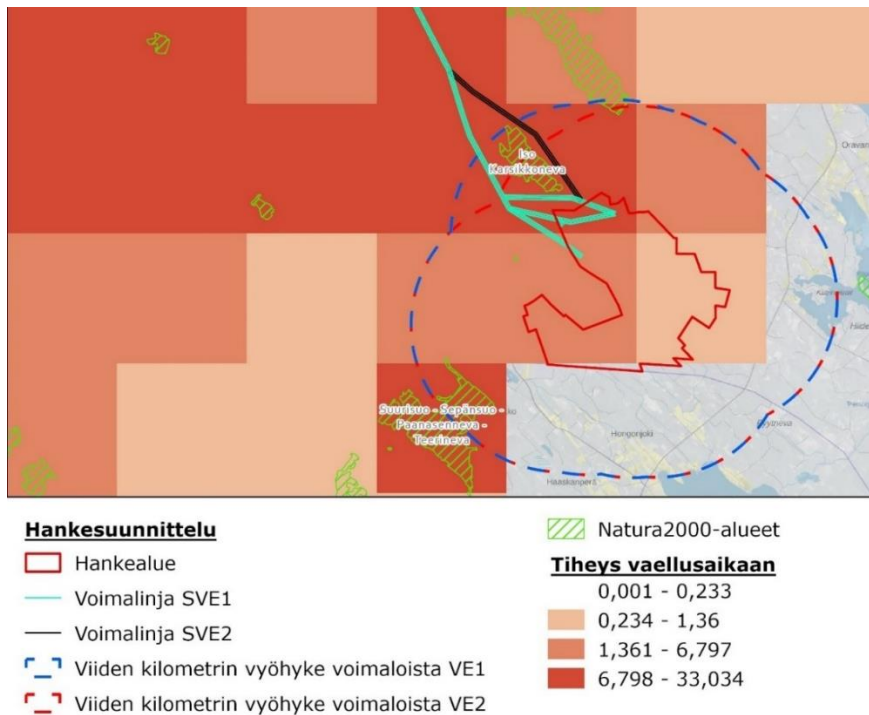 Oravan
Iso
Karsikkoneva
Suurisuo - Sepänsuo -
Paanasenneva -
Teerineva
Hongonjoki
Hankesuunnittelu
Hankealue
Voimalinja SVE1
Voimalinja SVE2
Viiden kilometrin vyöhyke voimaloista VE1
Viiden kilometrin vyöhyke voimaloista VE2
Natura2000-alueet
Tiheys vaellusaikaan
0,001 - 0,233
0,234 - 1,36
1,361 - 6,797
6,798 - 33,034